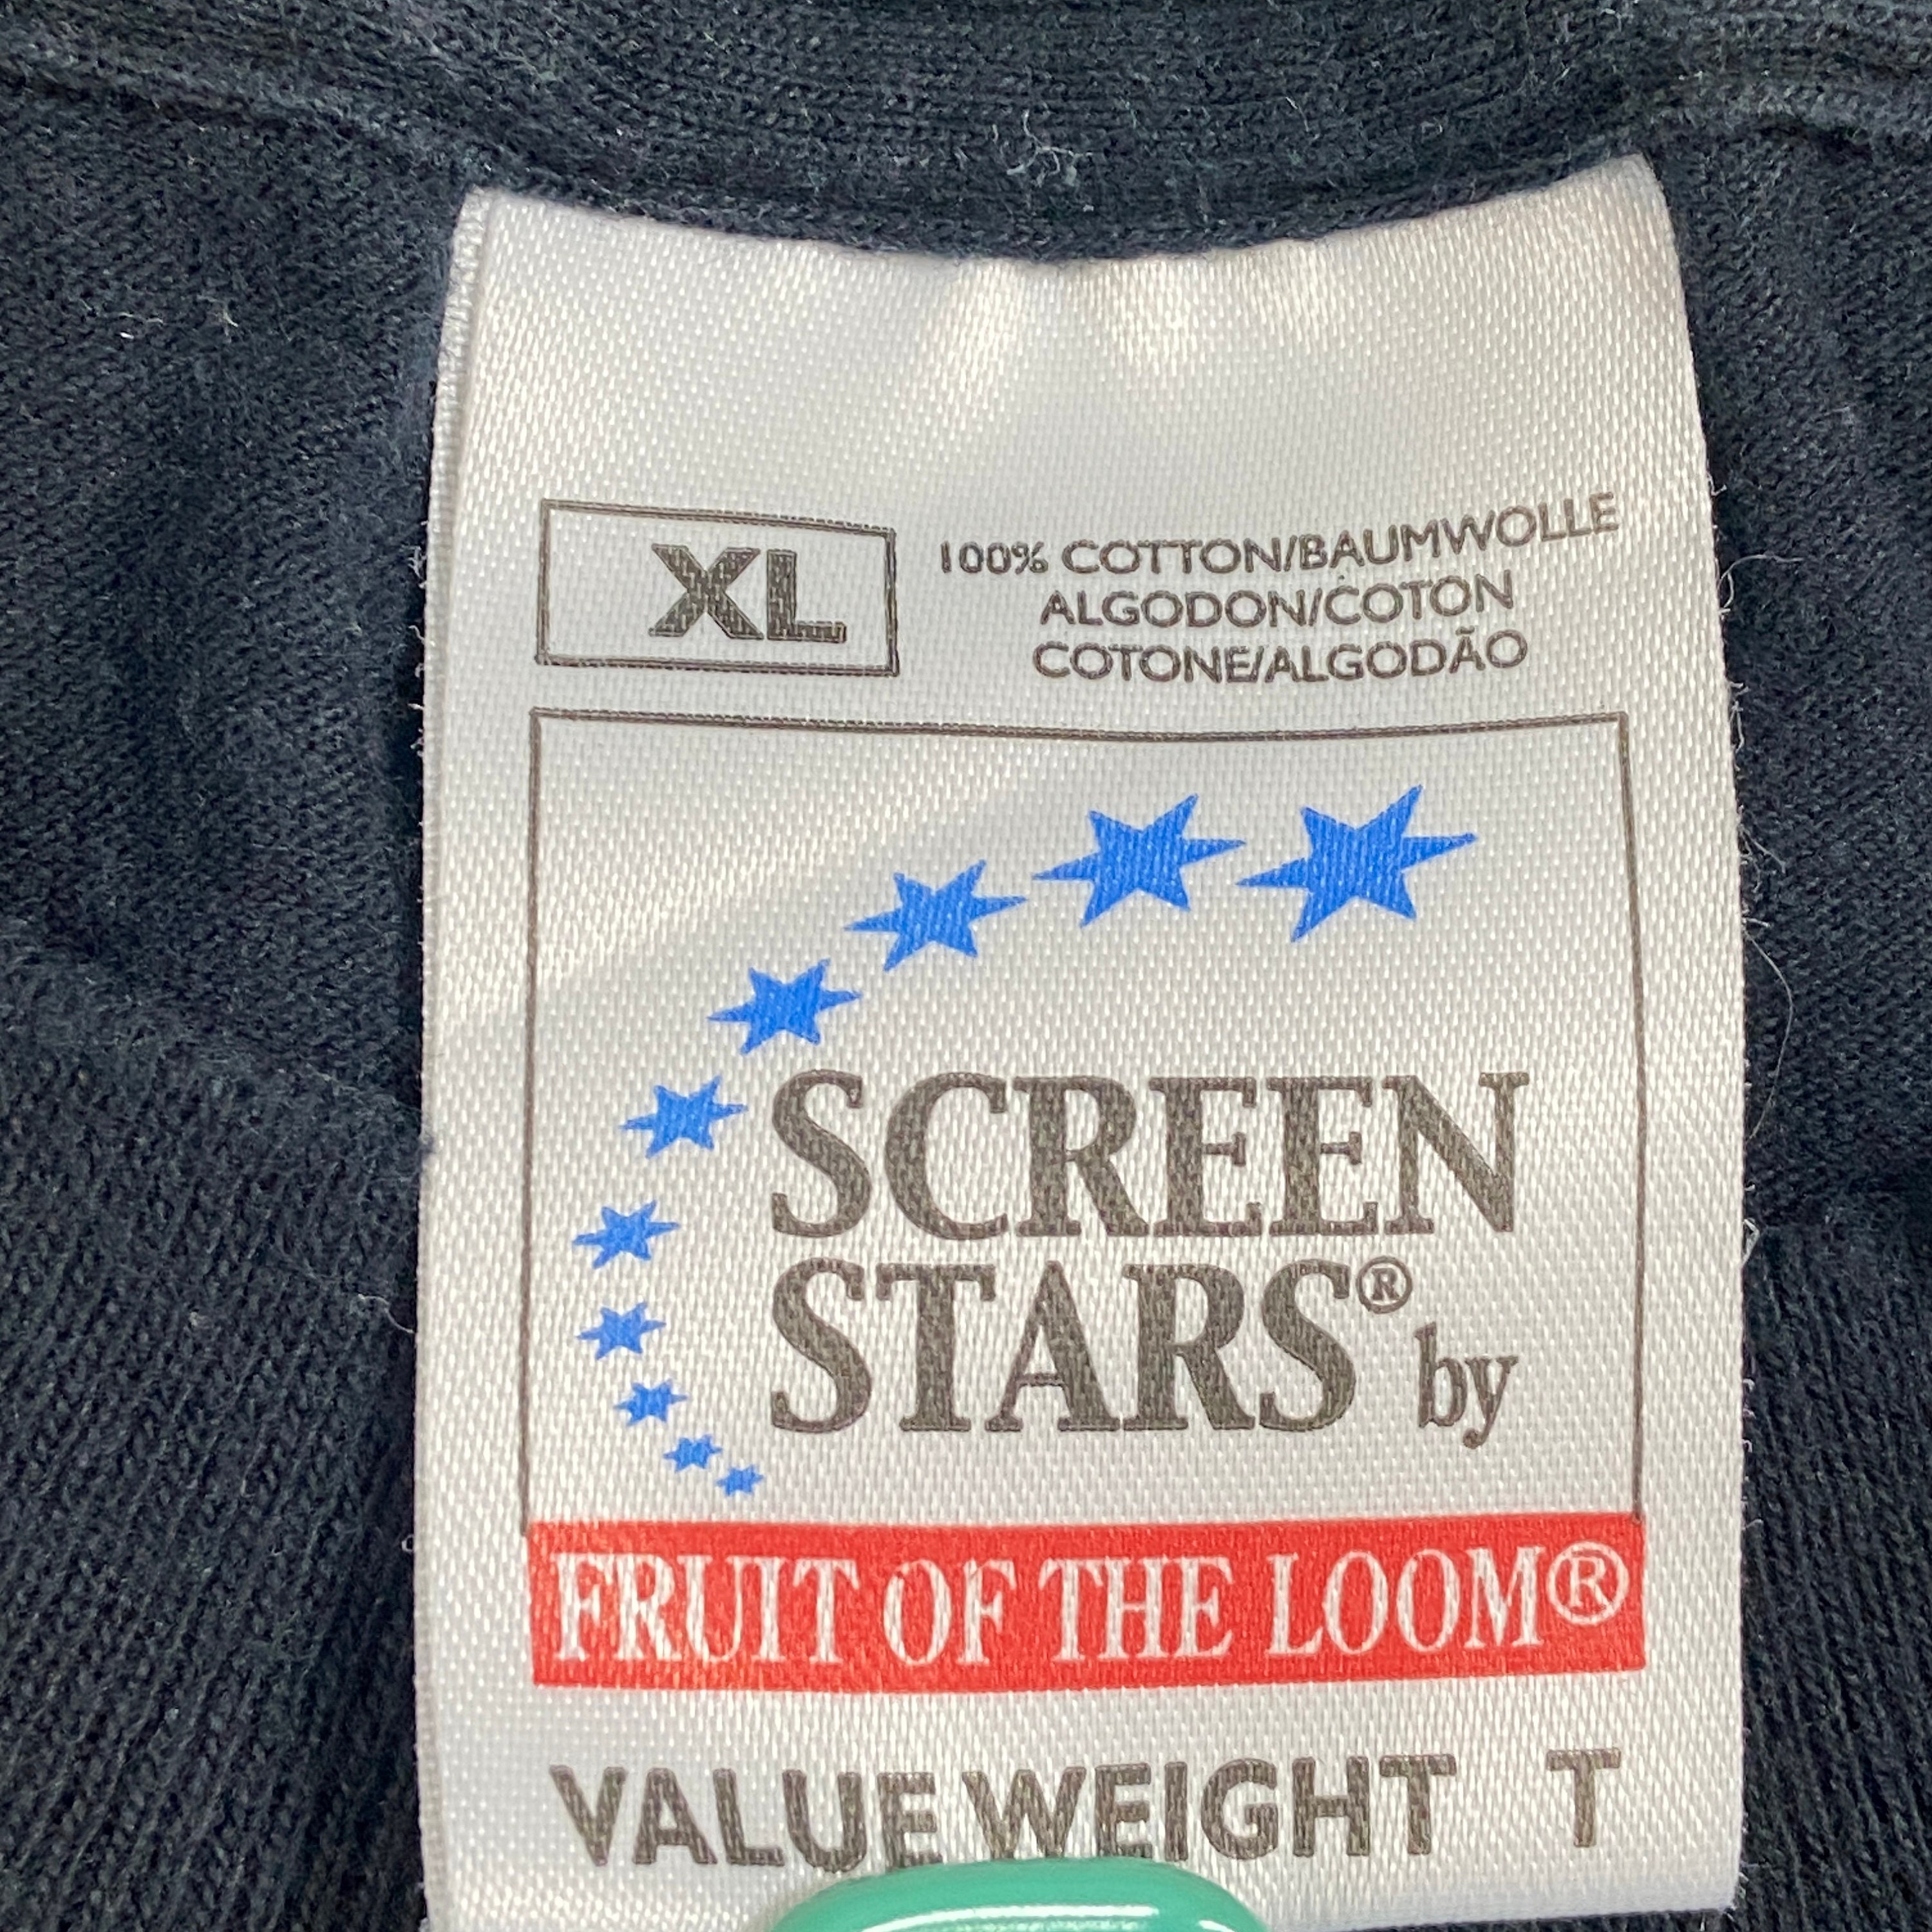 XL
100% COTTON/BAUMWOLLE
ALGODON/COTON
COTONE/ALGODÃO
SCREEN
STARS® by
FRUIT OF THE LOOM®
VALUE WEIGHT T